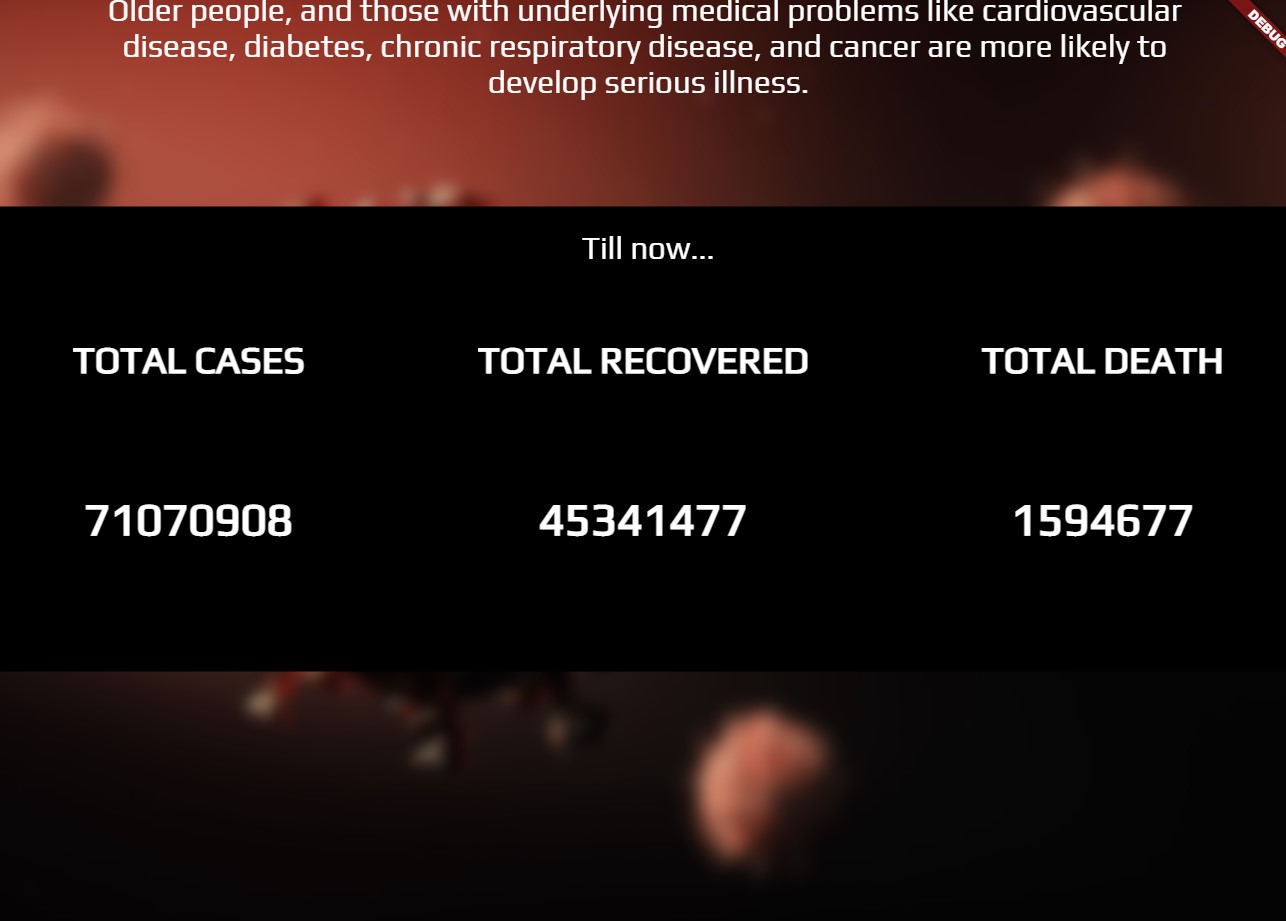 Older people, and those with underlying medical problems like cardiovascular
disease, diabetes, chronic respiratory disease, and cancer are more likely to
develop serious illness.
DEBUG
Till now...
TOTAL CASES
TOTAL RECOVERED
TOTAL DEATH
71070908
45341477
1594677